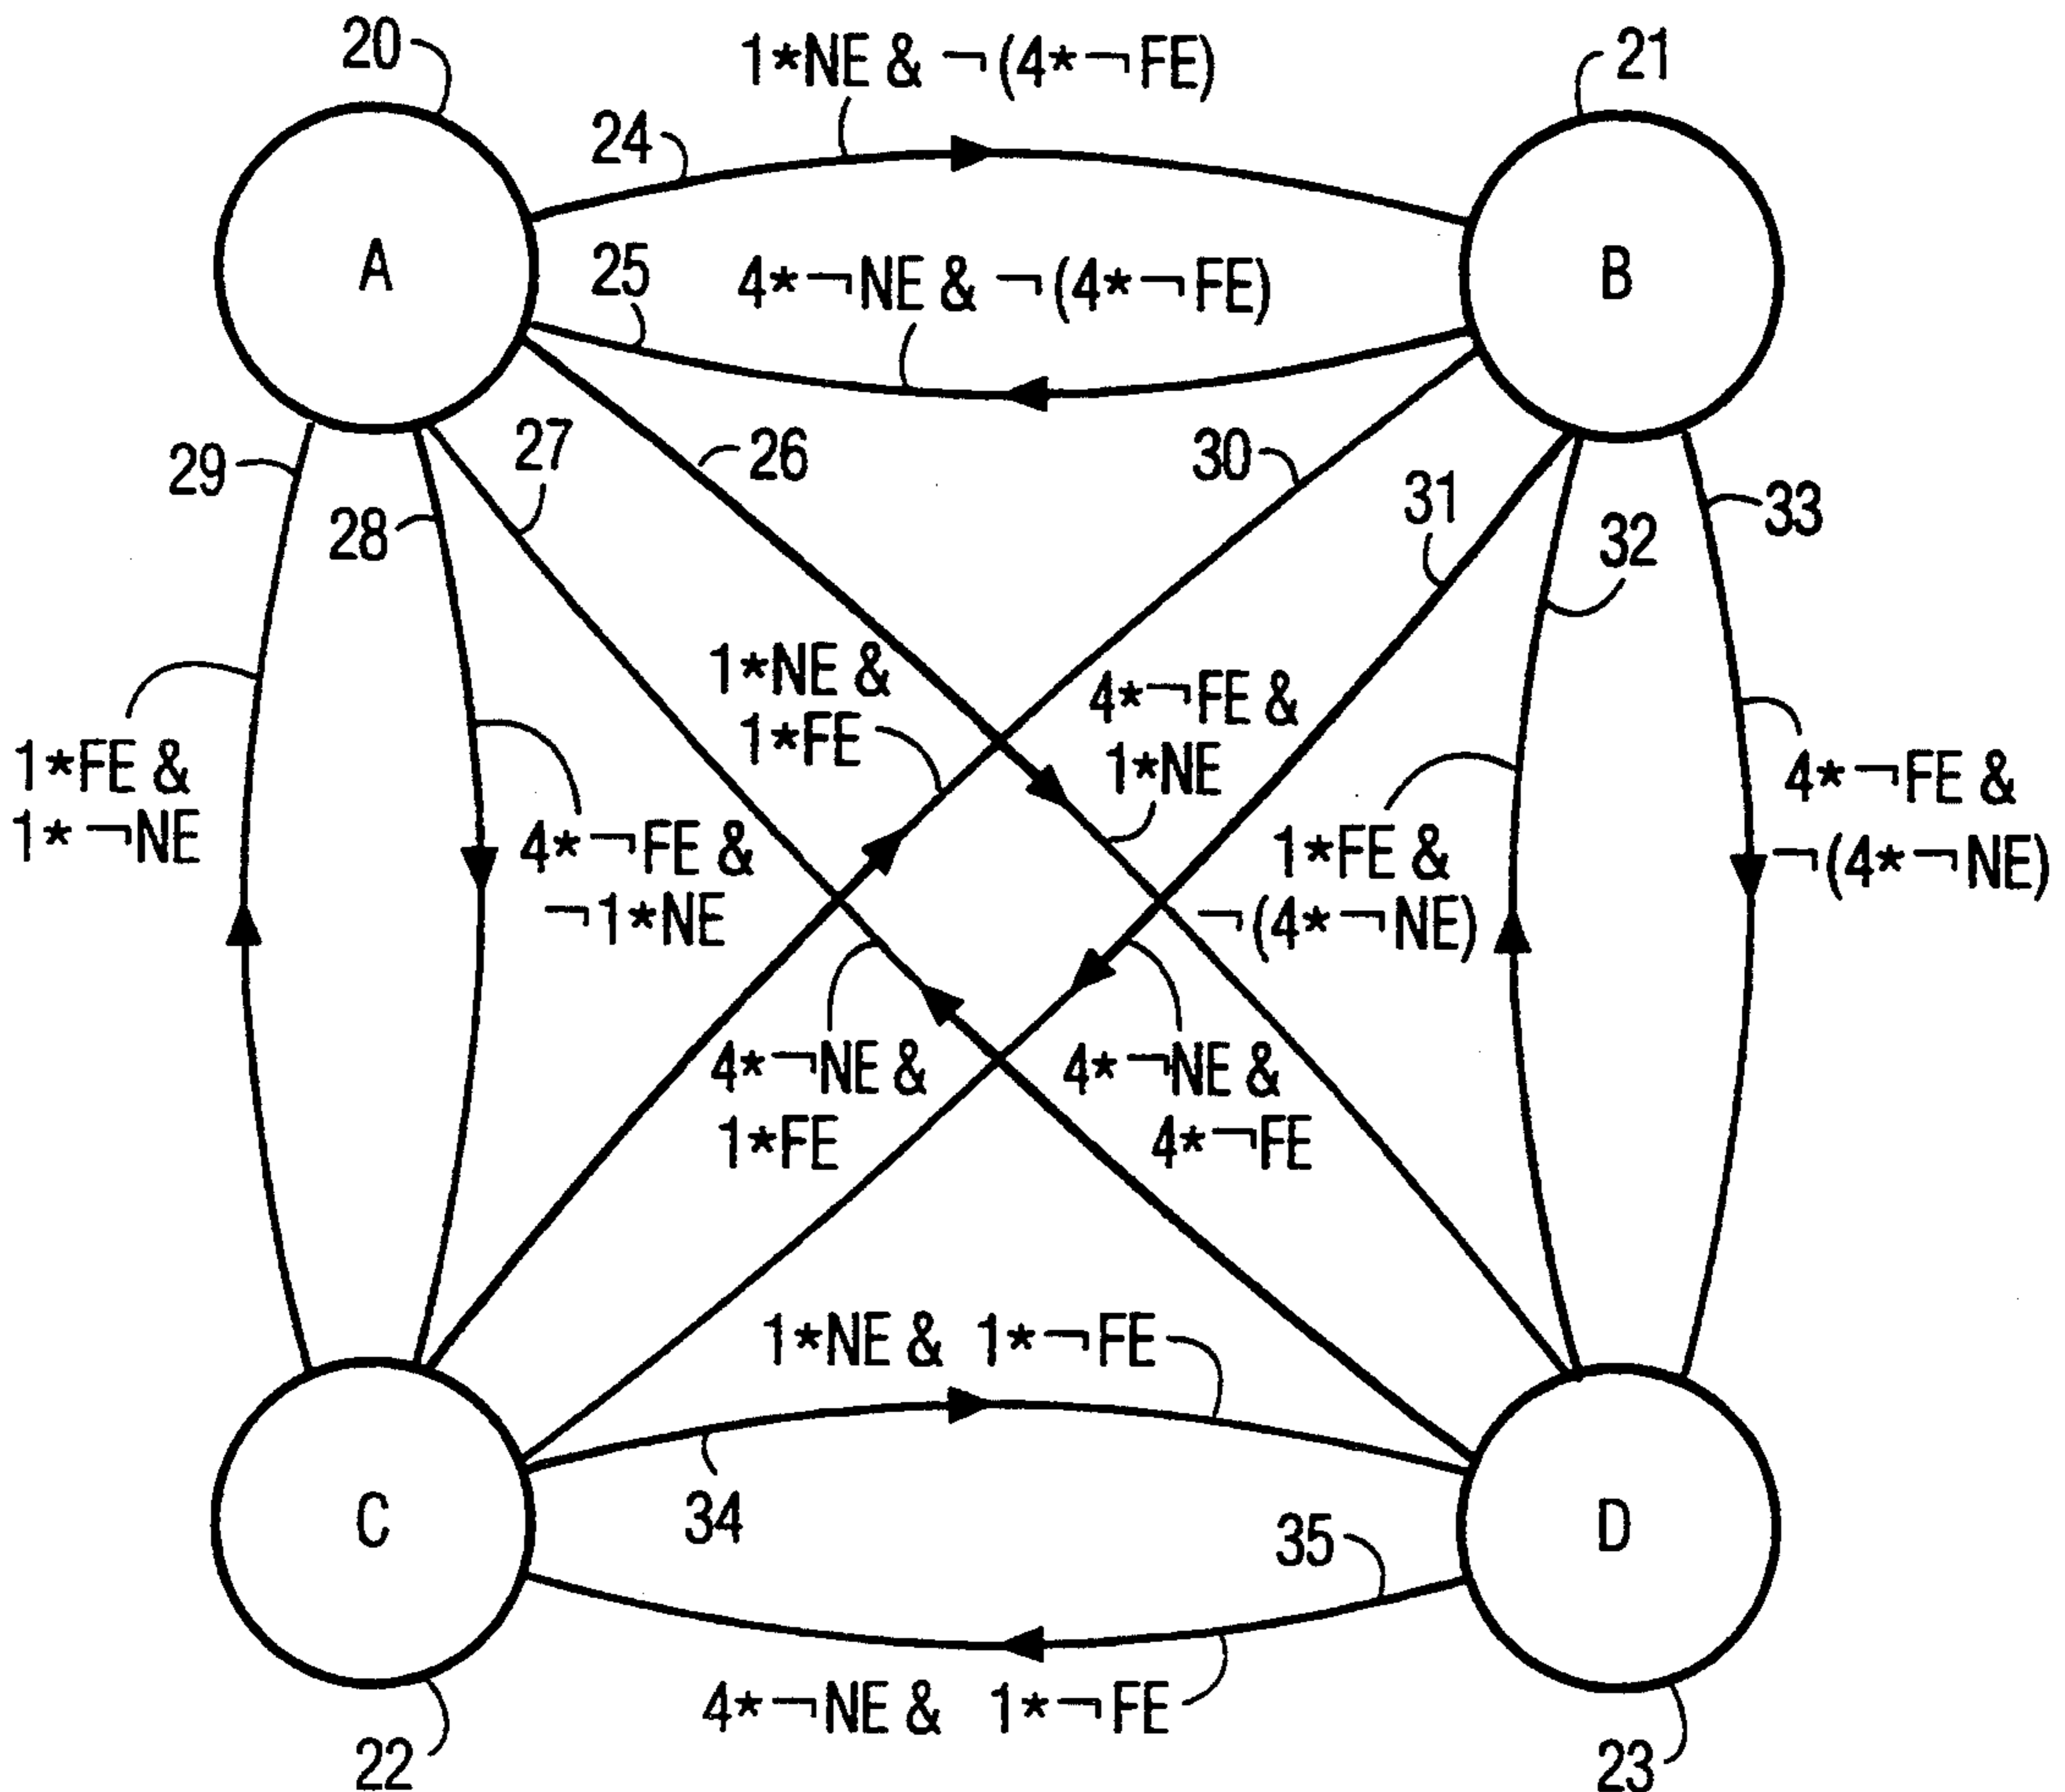 20
1*NE & ¬(4*¬FE)
21
24
A
25
4*¬NE & ¬(4*¬FE)
B
29
27
26
30
28
31
32
33
1*NE &
1*FE
4*¬FE &
1*NE
1*FE &
1*¬NE
4*¬FE &
¬1*NE
1*FE &
¬(4*¬NE)
4*¬FE &
¬(4*¬NE)
4*¬NE &
1*FE
4*¬NE &
4*¬FE
1*NE & 1*¬FE
C
34
35
D
4*¬NE & 1*¬FE
22
23